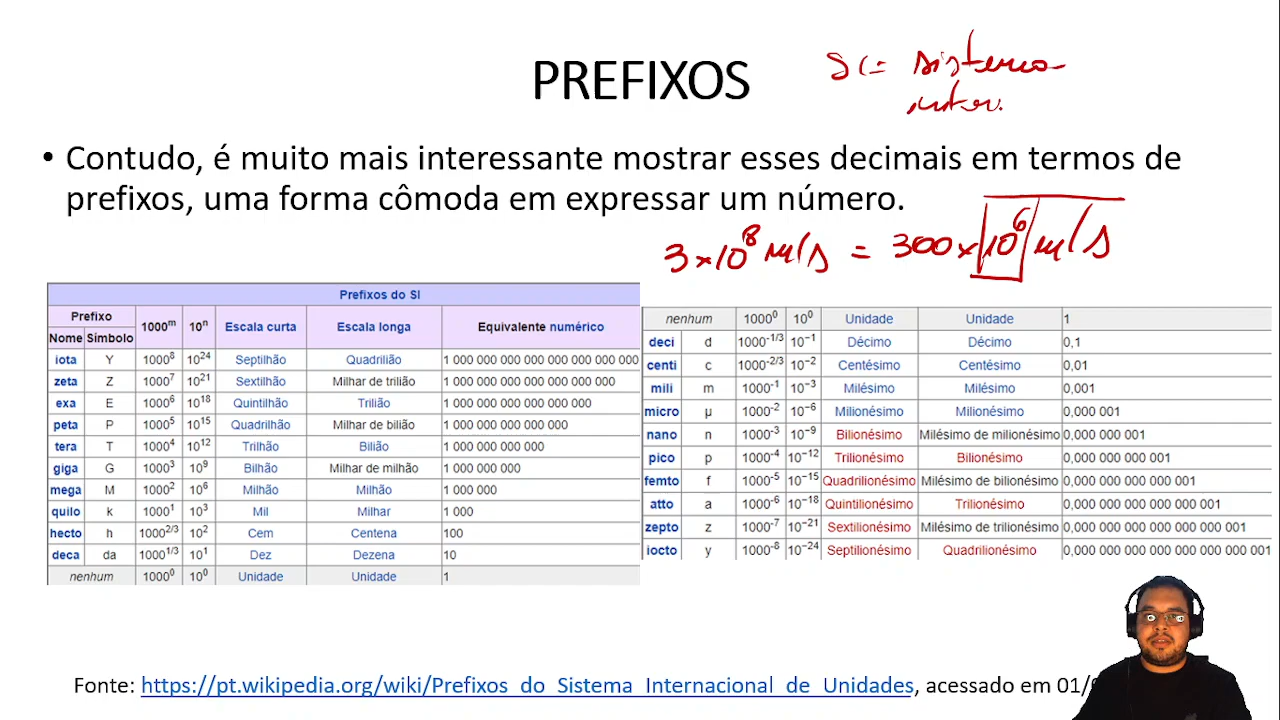 PREFIXOS
SI = sistema
inter.
• Contudo, é muito mais interessante mostrar esses decimais em termos de
prefixos, uma forma cômoda em expressar um número.
3 × 10⁸ m/s = 300 × 10⁶ m/s
Prefixos do SI
Prefixo 1000ᵐ 10ⁿ Escala curta Escala longa Equivalente numérico
Nome Símbolo
iota Y 1000⁸ 10²⁴ Septilhão Quadrilião 1 000 000 000 000 000 000 000 000
zeta Z 1000⁷ 10²¹ Sextilhão Milhar de trilião 1 000 000 000 000 000 000 000
exa E 1000⁶ 10¹⁸ Quintilhão Trilião 1 000 000 000 000 000 000
peta P 1000⁵ 10¹⁵ Quadrilhão Milhar de bilião 1 000 000 000 000 000
tera T 1000⁴ 10¹² Trilhão Bilião 1 000 000 000 000
giga G 1000³ 10⁹ Bilhão Milhar de milhão 1 000 000 000
mega M 1000² 10⁶ Milhão Milhão 1 000 000
quilo k 1000¹ 10³ Mil Milhar 1 000
hecto h 1000²ᐟ³ 10² Cem Centena 100
deca da 1000¹ᐟ³ 10¹ Dez Dezena 10
nenhum 1000⁰ 10⁰ Unidade Unidade 1
nenhum 1000⁰ 10⁰ Unidade Unidade 1
deci d 1000⁻¹ᐟ³ 10⁻¹ Décimo Décimo 0,1
centi c 1000⁻²ᐟ³ 10⁻² Centésimo Centésimo 0,01
mili m 1000⁻¹ 10⁻³ Milésimo Milésimo 0,001
micro µ 1000⁻² 10⁻⁶ Milionésimo Milionésimo 0,000 001
nano n 1000⁻³ 10⁻⁹ Bilionésimo Milésimo de milionésimo 0,000 000 001
pico p 1000⁻⁴ 10⁻¹² Trilionésimo Bilionésimo 0,000 000 000 001
femto f 1000⁻⁵ 10⁻¹⁵ Quadrilionésimo Milésimo de bilionésimo 0,000 000 000 000 001
atto a 1000⁻⁶ 10⁻¹⁸ Quintilionésimo Trilionésimo 0,000 000 000 000 000 001
zepto z 1000⁻⁷ 10⁻²¹ Sextilionésimo Milésimo de trilionésimo 0,000 000 000 000 000 000 001
iocto y 1000⁻⁸ 10⁻²⁴ Septilionésimo Quadrilionésimo 0,000 000 000 000 000 000 000 001
Fonte: https://pt.wikipedia.org/wiki/Prefixos_do_Sistema_Internacional_de_Unidades, acessado em 01/